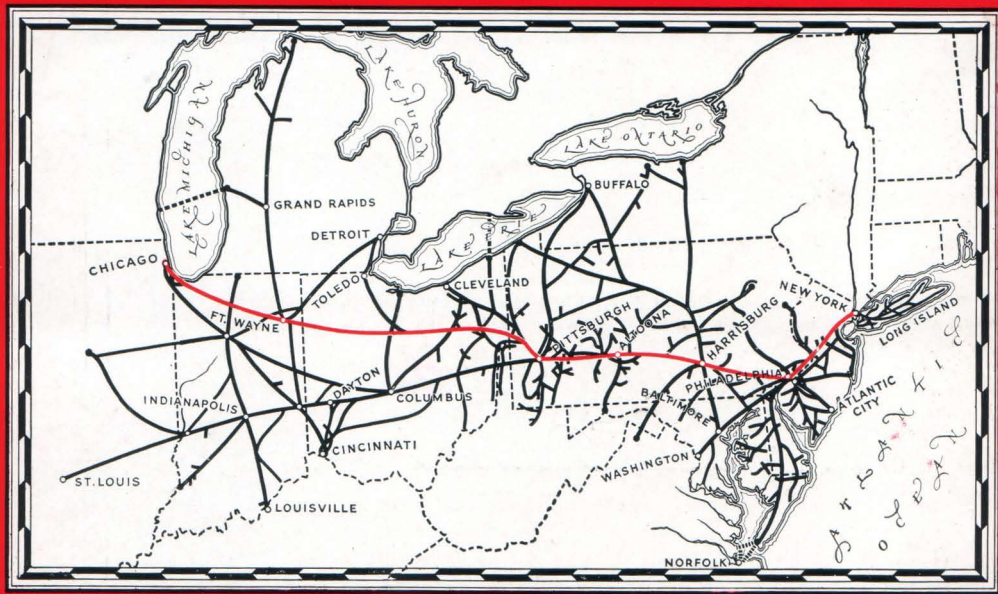 LAKE MICHIGAN
LAKE HURON
LAKE ONTARIO
BUFFALO
GRAND RAPIDS
DETROIT
LAKE ERIE
CHICAGO
TOLEDO
CLEVELAND
NEW YORK
LONG ISLAND
FT. WAYNE
PITTSBURGH
ALTOONA
HARRISBURG
PHILADELPHIA
DAYTON
COLUMBUS
INDIANAPOLIS
BALTIMORE
ATLANTIC
CITY
CINCINNATI
WASHINGTON
ST. LOUIS
LOUISVILLE
ATLANTIC
OCEAN
NORFOLK